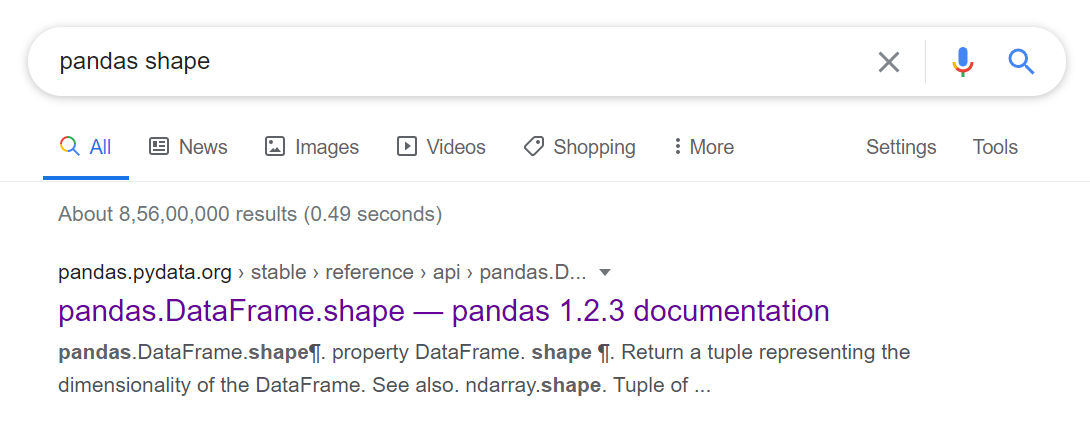 pandas shape
All News Images Videos Shopping More Settings Tools
About 8,56,00,000 results (0.49 seconds)
pandas.pydata.org › stable › reference › api › pandas.D...
pandas.DataFrame.shape — pandas 1.2.3 documentation
pandas.DataFrame.shape¶. property DataFrame. shape ¶. Return a tuple representing the
dimensionality of the DataFrame. See also. ndarray.shape. Tuple of ...